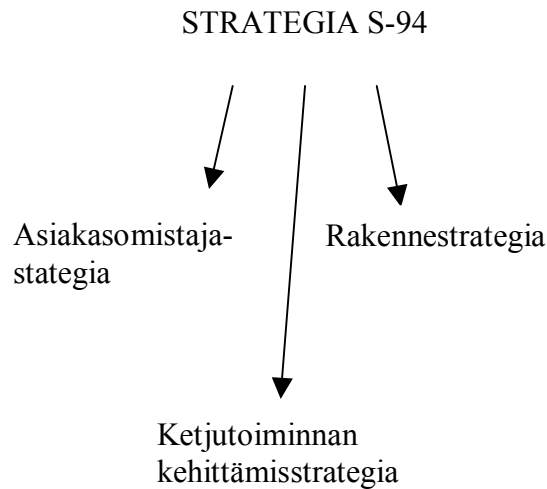 STRATEGIA S-94
Asiakasomistaja-
stategia
Rakennestrategia
Ketjutoiminnan
kehittämisstrategia